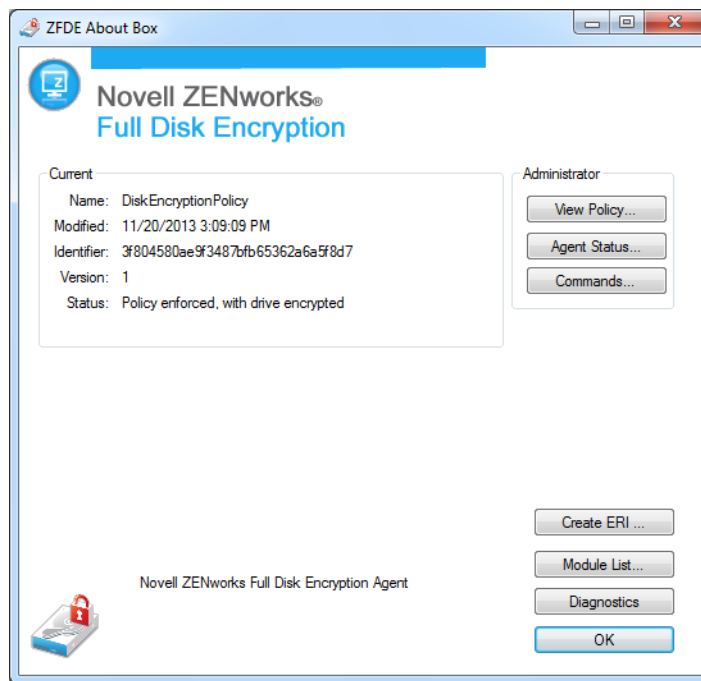 ZFDE About Box
Z
Novell ZENworks®
Full Disk Encryption
Current
Name: DiskEncryptionPolicy
Modified: 11/20/2013 3:09:09 PM
Identifier: 3f804580ae9f3487bfb65362a6a5f8d7
Version: 1
Status: Policy enforced, with drive encrypted
Administrator
View Policy...
Agent Status...
Commands...
Create ERI ...
Module List...
Diagnostics
OK
Novell ZENworks Full Disk Encryption Agent